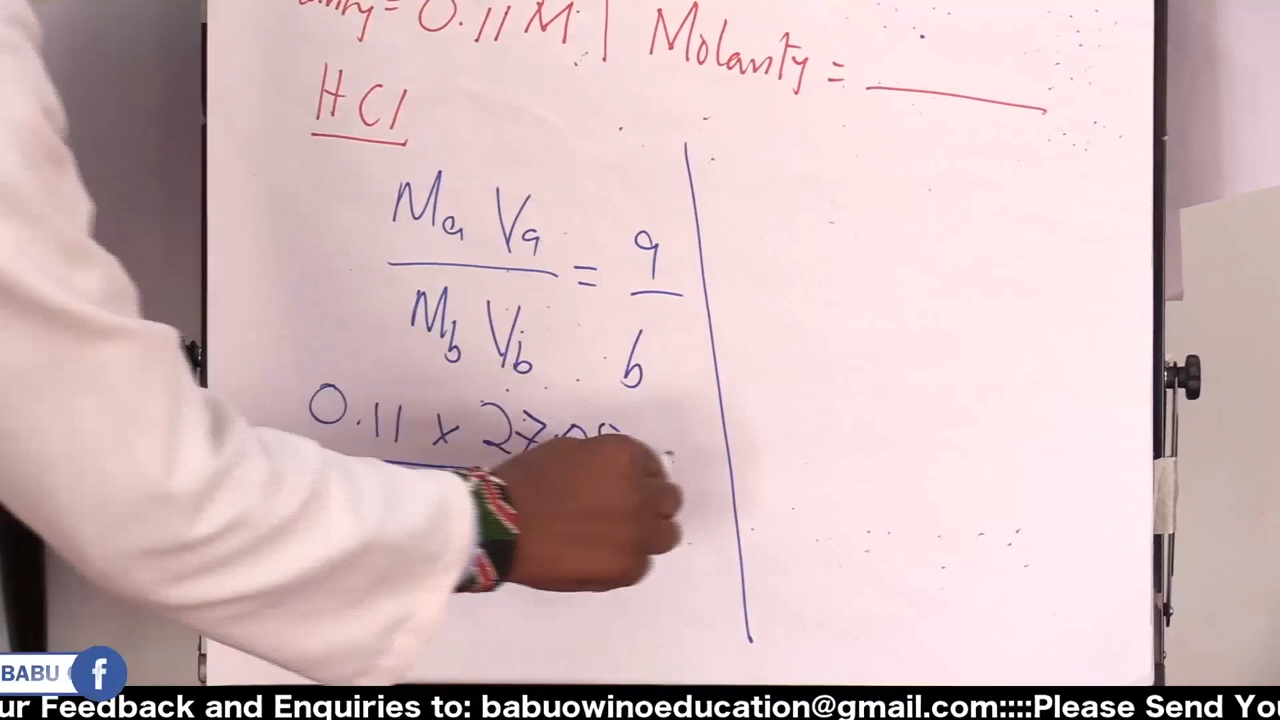 = 0.11 M | Molarity = ____
HCl
Ma Va
= a
Mb Vb
b
0.11 x 27.
BABU f
ur Feedback and Enquiries to: babuowinoeducation@gmail.com::::Please Send You